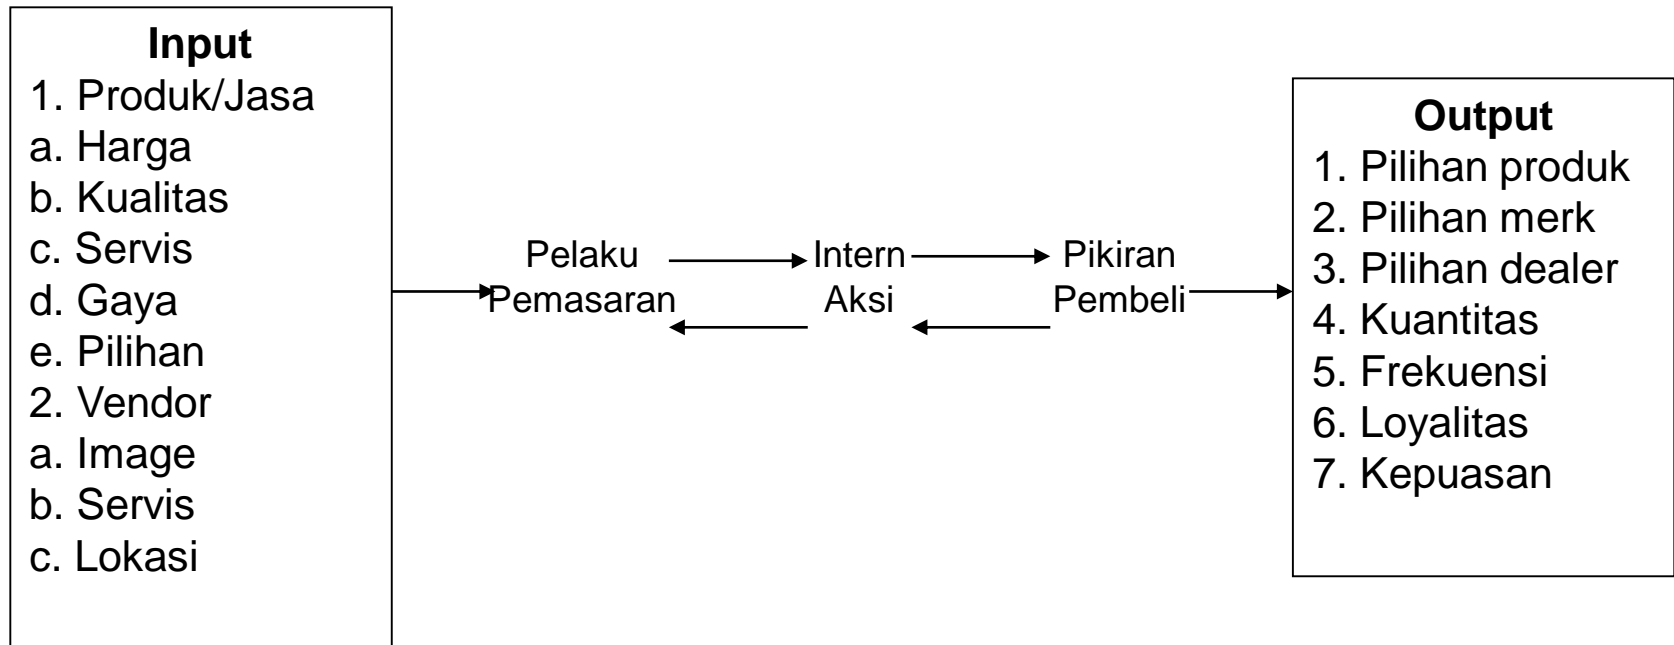 Input
1. Produk/Jasa
a. Harga
b. Kualitas
c. Servis
d. Gaya
e. Pilihan
2. Vendor
a. Image
b. Servis
c. Lokasi
Pelaku
Pemasaran
Intern
Aksi
Pikiran
Pembeli
Output
1. Pilihan produk
2. Pilihan merk
3. Pilihan dealer
4. Kuantitas
5. Frekuensi
6. Loyalitas
7. Kepuasan